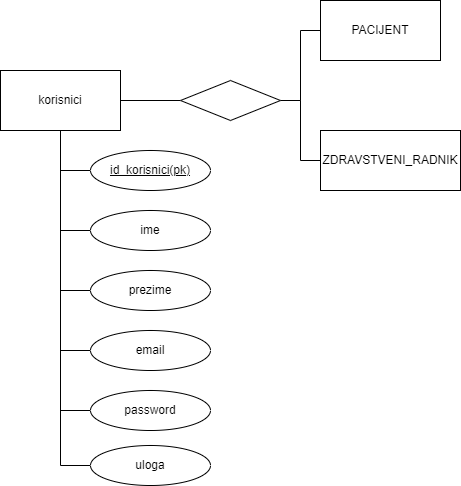 PACIJENT
korisnici
ZDRAVSTVENI_RADNIK
id_korisnici(pk)
ime
prezime
email
password
uloga